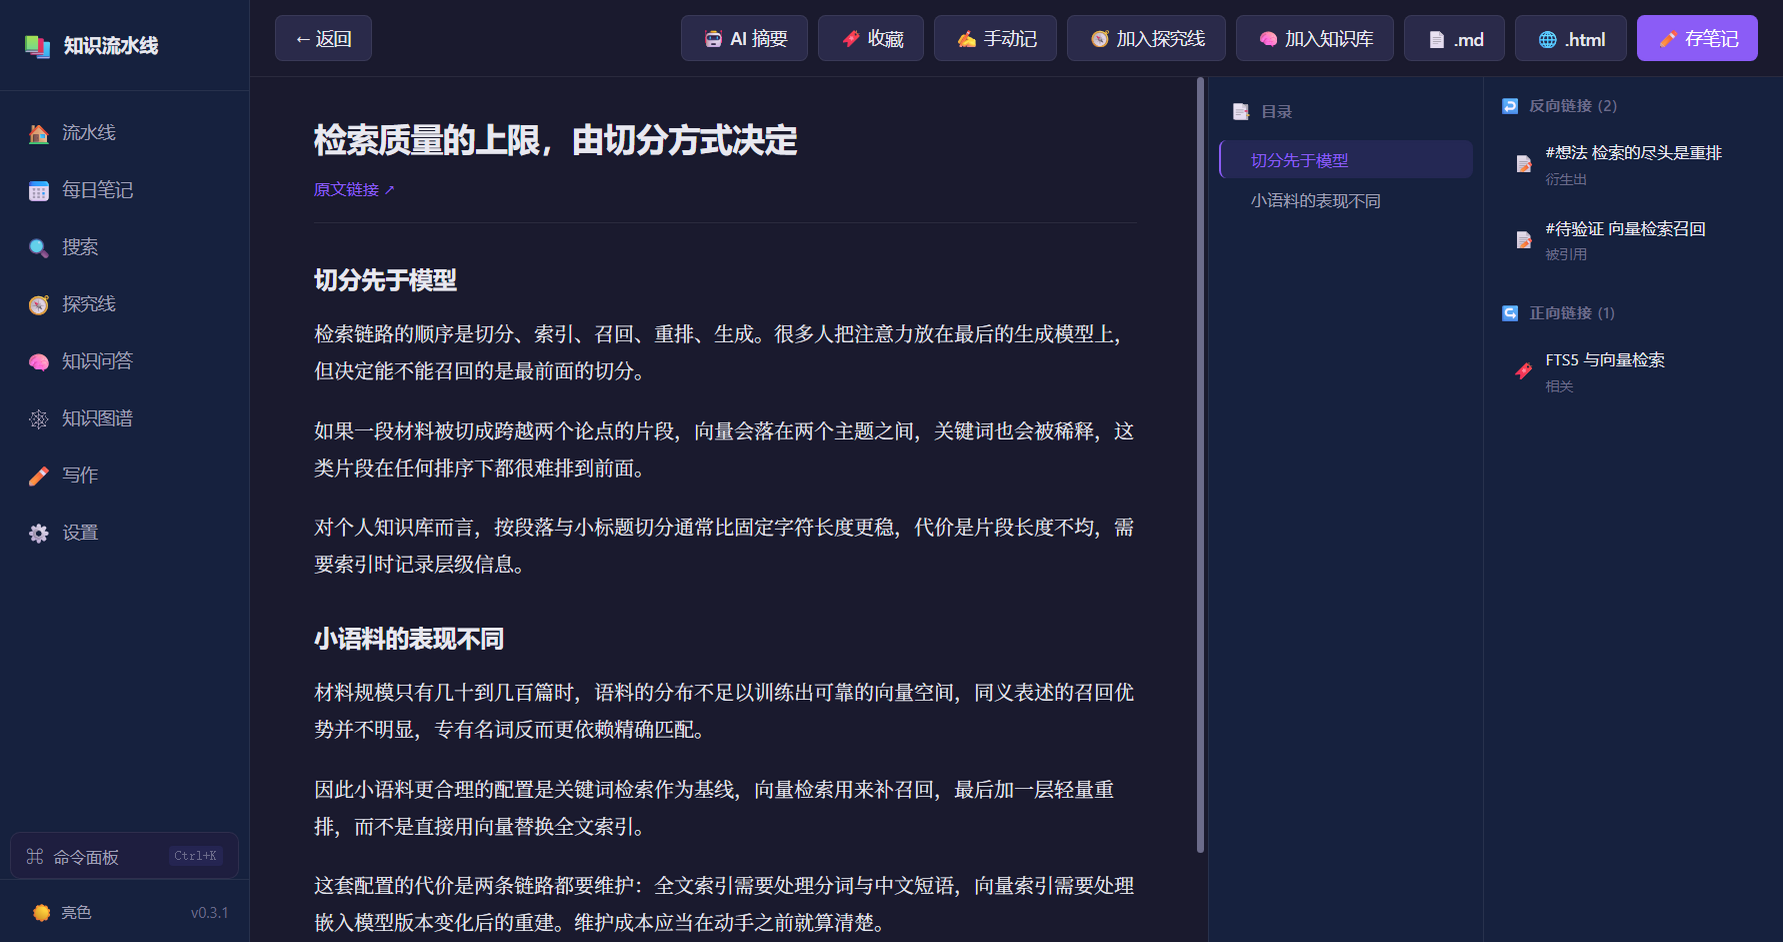 知识流水线
流水线
每日笔记
搜索
探究线
知识问答
知识图谱
写作
设置
⌘ 命令面板 Ctrl+K
亮色 v0.3.1
← 返回
AI 摘要
收藏
手动记
加入探究线
加入知识库
.md
.html
存笔记
检索质量的上限，由切分方式决定
原文链接 ↗
切分先于模型
检索链路的顺序是切分、索引、召回、重排、生成。很多人把注意力放在最后的生成模型上，
但决定能不能召回的是最前面的切分。
如果一段材料被切成跨越两个论点的片段，向量会落在两个主题之间，关键词也会被稀释，这
类片段在任何排序下都很难排到前面。
对个人知识库而言，按段落与小标题切分通常比固定字符长度更稳，代价是片段长度不均，需
要索引时记录层级信息。
小语料的表现不同
材料规模只有几十到几百篇时，语料的分布不足以训练出可靠的向量空间，同义表述的召回优
势并不明显，专有名词反而更依赖精确匹配。
因此小语料更合理的配置是关键词检索作为基线，向量检索用来补召回，最后加一层轻量重
排，而不是直接用向量替换全文索引。
这套配置的代价是两条链路都要维护：全文索引需要处理分词与中文短语，向量索引需要处理
嵌入模型版本变化后的重建。维护成本应当在动手之前就算清楚。
目录
切分先于模型
小语料的表现不同
反向链接 (2)
#想法 检索的尽头是重排
衍生出
#待验证 向量检索召回
被引用
正向链接 (1)
FTS5 与向量检索
相关